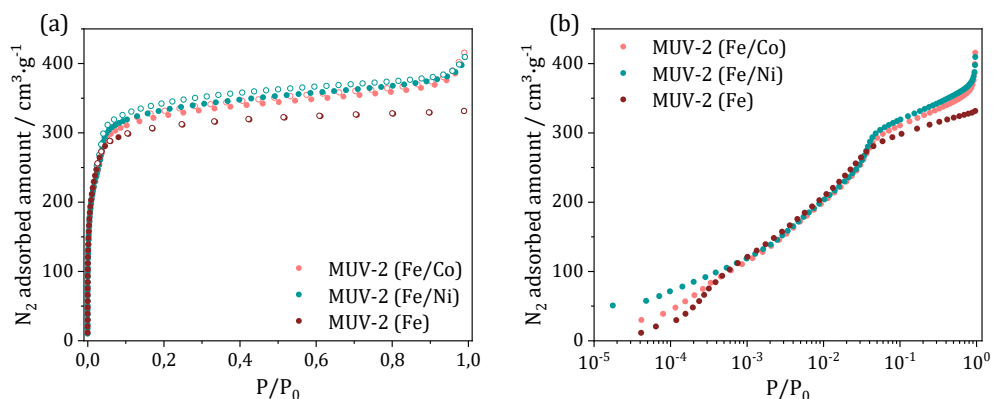 (a)
N₂ adsorbed amount / cm³·g⁻¹
400
300
200
100
0
MUV-2 (Fe/Co)
MUV-2 (Fe/Ni)
MUV-2 (Fe)
0,0 0,2 0,4 0,6 0,8 1,0
P/P₀
(b)
N₂ adsorbed amount / cm³·g⁻¹
400
300
200
100
0
MUV-2 (Fe/Co)
MUV-2 (Fe/Ni)
MUV-2 (Fe)
10⁻⁵ 10⁻⁴ 10⁻³ 10⁻² 10⁻¹ 10⁰
P/P₀